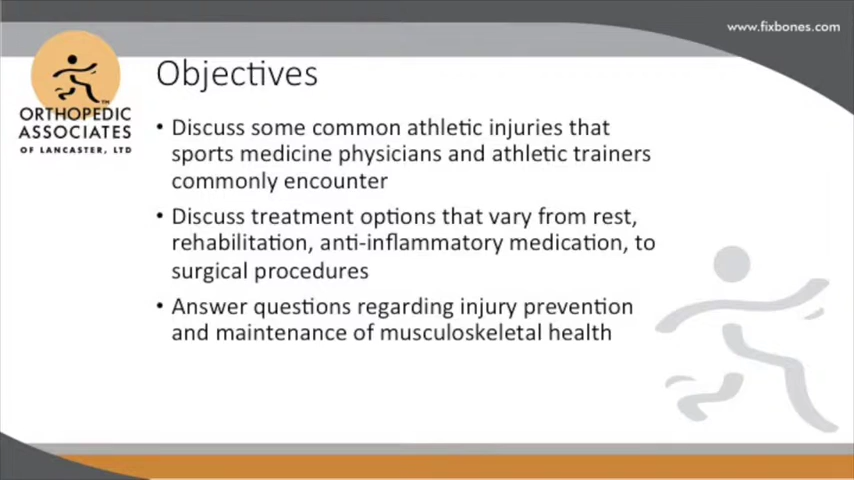 www.fixbones.com
ORTHOPEDIC
ASSOCIATES
OF LANCASTER, LTD
Objectives
• Discuss some common athletic injuries that
sports medicine physicians and athletic trainers
commonly encounter
• Discuss treatment options that vary from rest,
rehabilitation, anti-inflammatory medication, to
surgical procedures
• Answer questions regarding injury prevention
and maintenance of musculoskeletal health